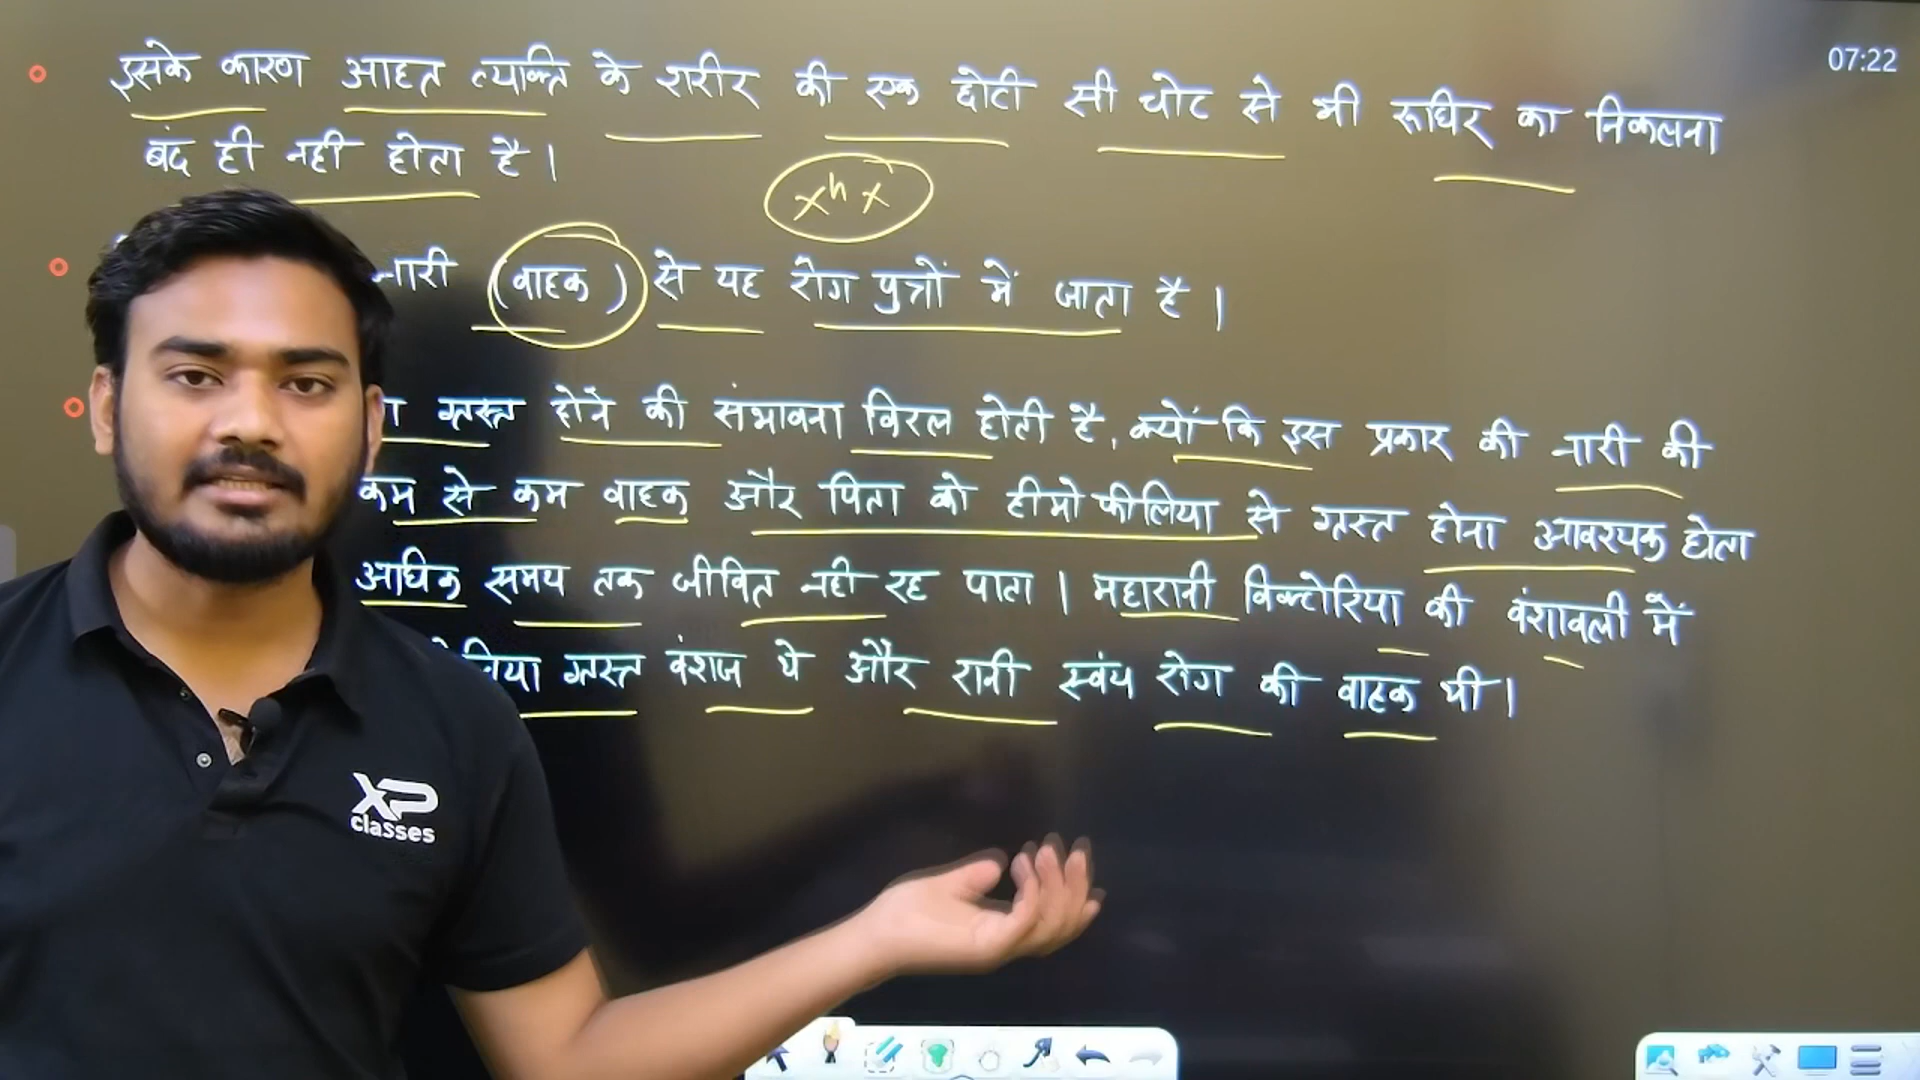 07:22
इसके कारण आहत व्यक्ति के शरीर की एक छोटी सी चोट से भी रूधिर का निकलना
बंद ही नही होता है।
XʰX
नारी (वाहक) से यह रोग पुत्रों में जाता है।
ग्रस्त होने की संभावना विरल होती है, क्यों कि इस प्रकार की नारी की
कम से कम वाहक और पिता को हीमोफीलिया से ग्रस्त होना आवश्यक होता
अधिक समय तक जीवित नही रह पाता। महारानी विक्टोरिया की वंशावली में
ग्रस्त वंशज थे और रानी स्वंय रोग की वाहक थी।
XP
classes